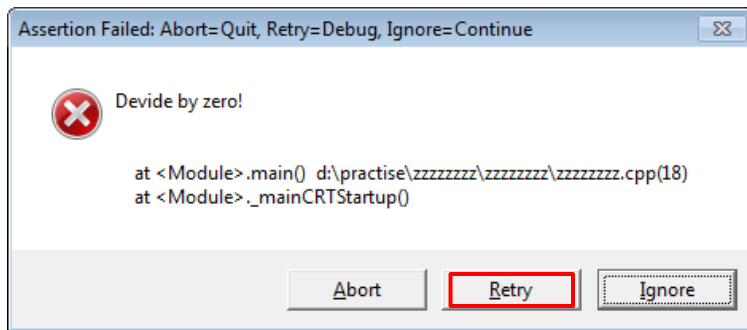 Assertion Failed: Abort=Quit, Retry=Debug, Ignore=Continue
Devide by zero!
at <Module>.main() d:\practise\zzzzzzzz\zzzzzzzz\zzzzzzzz.cpp(18)
at <Module>._mainCRTStartup()
Abort Retry Ignore